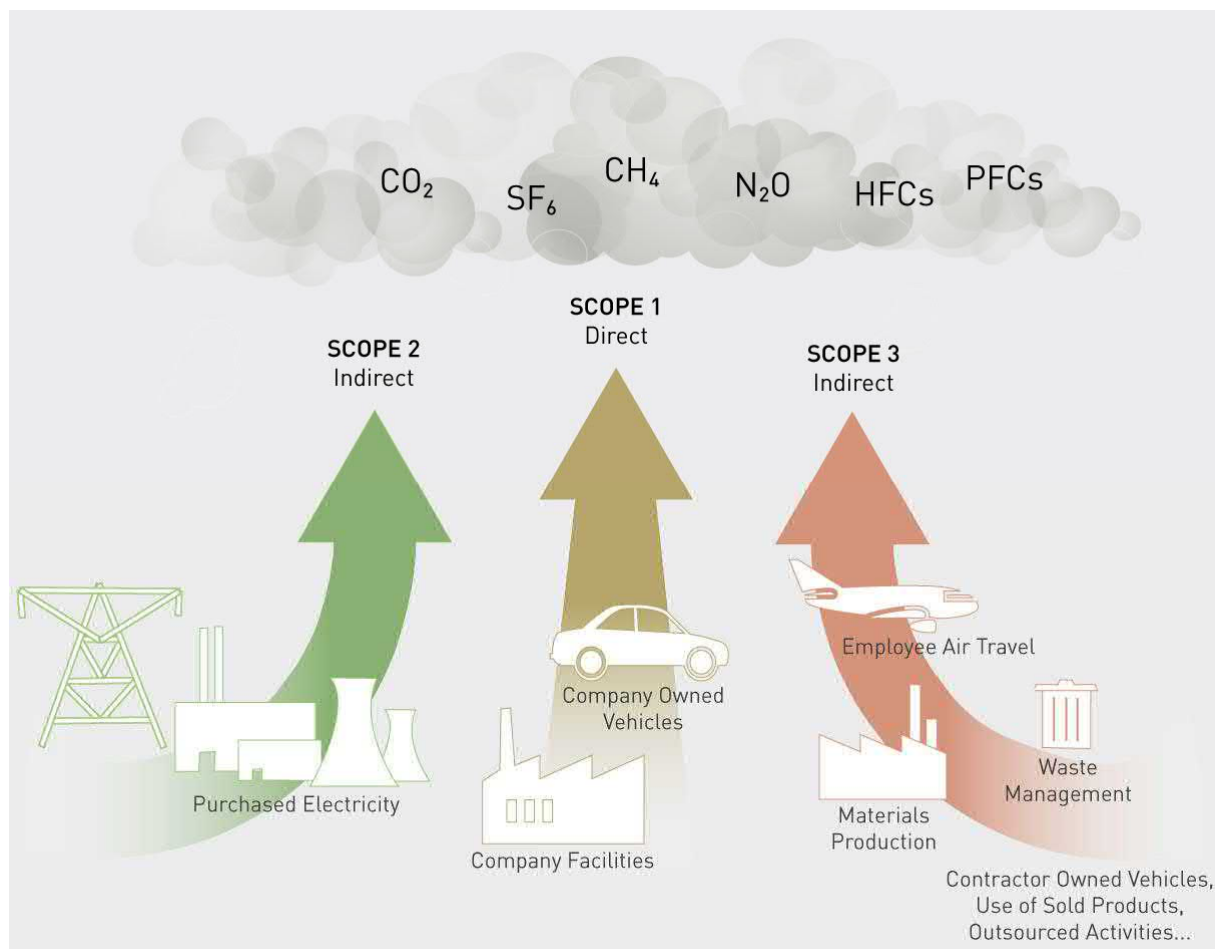 CO₂
SF₆
CH₄
N₂O
HFCs
PFCs
SCOPE 1
Direct
SCOPE 2
Indirect
SCOPE 3
Indirect
Employee Air Travel
Company Owned
Vehicles
Waste
Management
Purchased Electricity
Materials
Production
Company Facilities
Contractor Owned Vehicles,
Use of Sold Products,
Outsourced Activities...